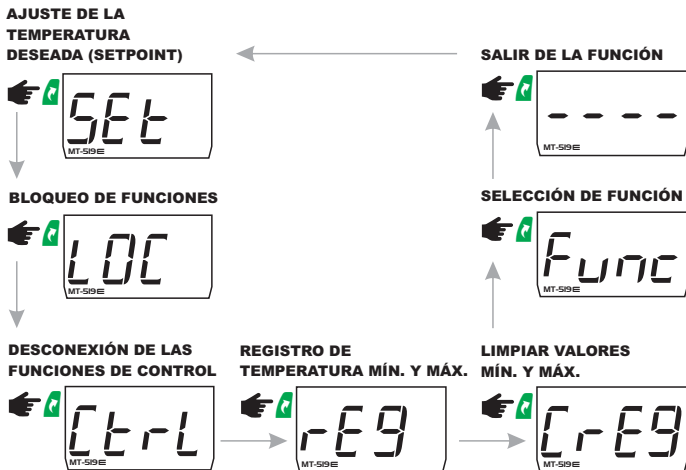 AJUSTE DE LA
TEMPERATURA
DESEADA (SETPOINT)
SEt
MT-519E
BLOQUEO DE FUNCIONES
LOC
MT-519E
DESCONEXIÓN DE LAS
FUNCIONES DE CONTROL
CtrL
MT-519E
REGISTRO DE
TEMPERATURA MÍN. Y MÁX.
rEg
MT-519E
LIMPIAR VALORES
MÍN. Y MÁX.
CrEg
MT-519E
SELECCIÓN DE FUNCIÓN
Func
MT-519E
SALIR DE LA FUNCIÓN
----
MT-519E